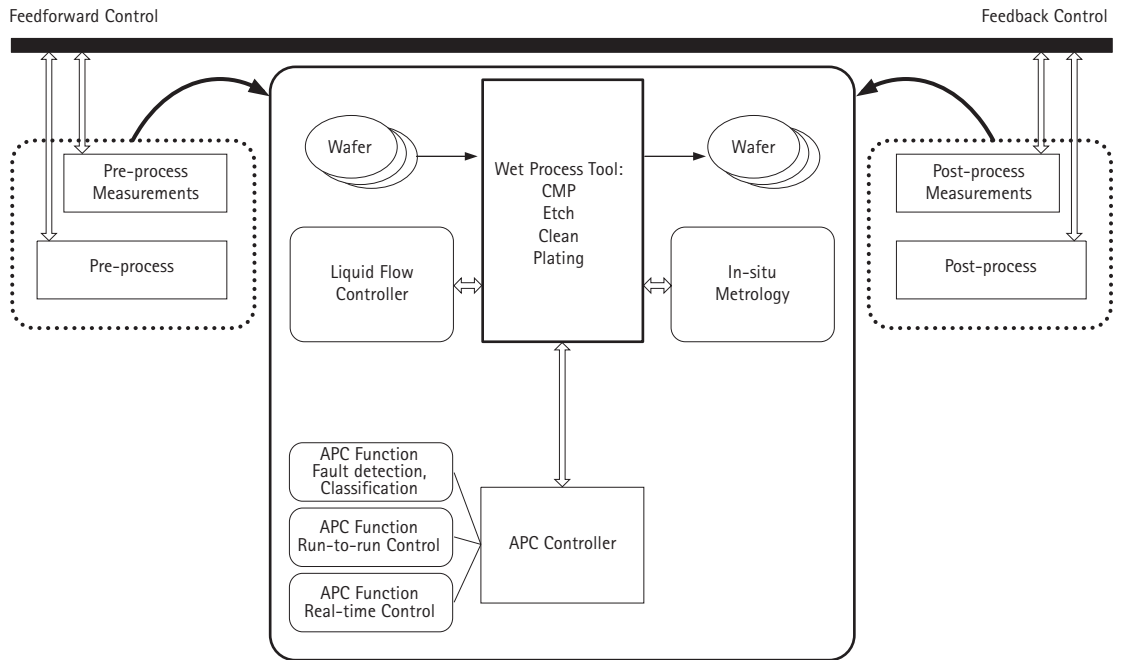 Feedforward Control
Feedback Control
Wafer
Wafer
Wet Process Tool:
CMP
Etch
Clean
Plating
Pre-process
Measurements
Pre-process
Liquid Flow
Controller
In-situ
Metrology
Post-process
Measurements
Post-process
APC Function
Fault detection,
Classification
APC Function
Run-to-run Control
APC Function
Real-time Control
APC Controller